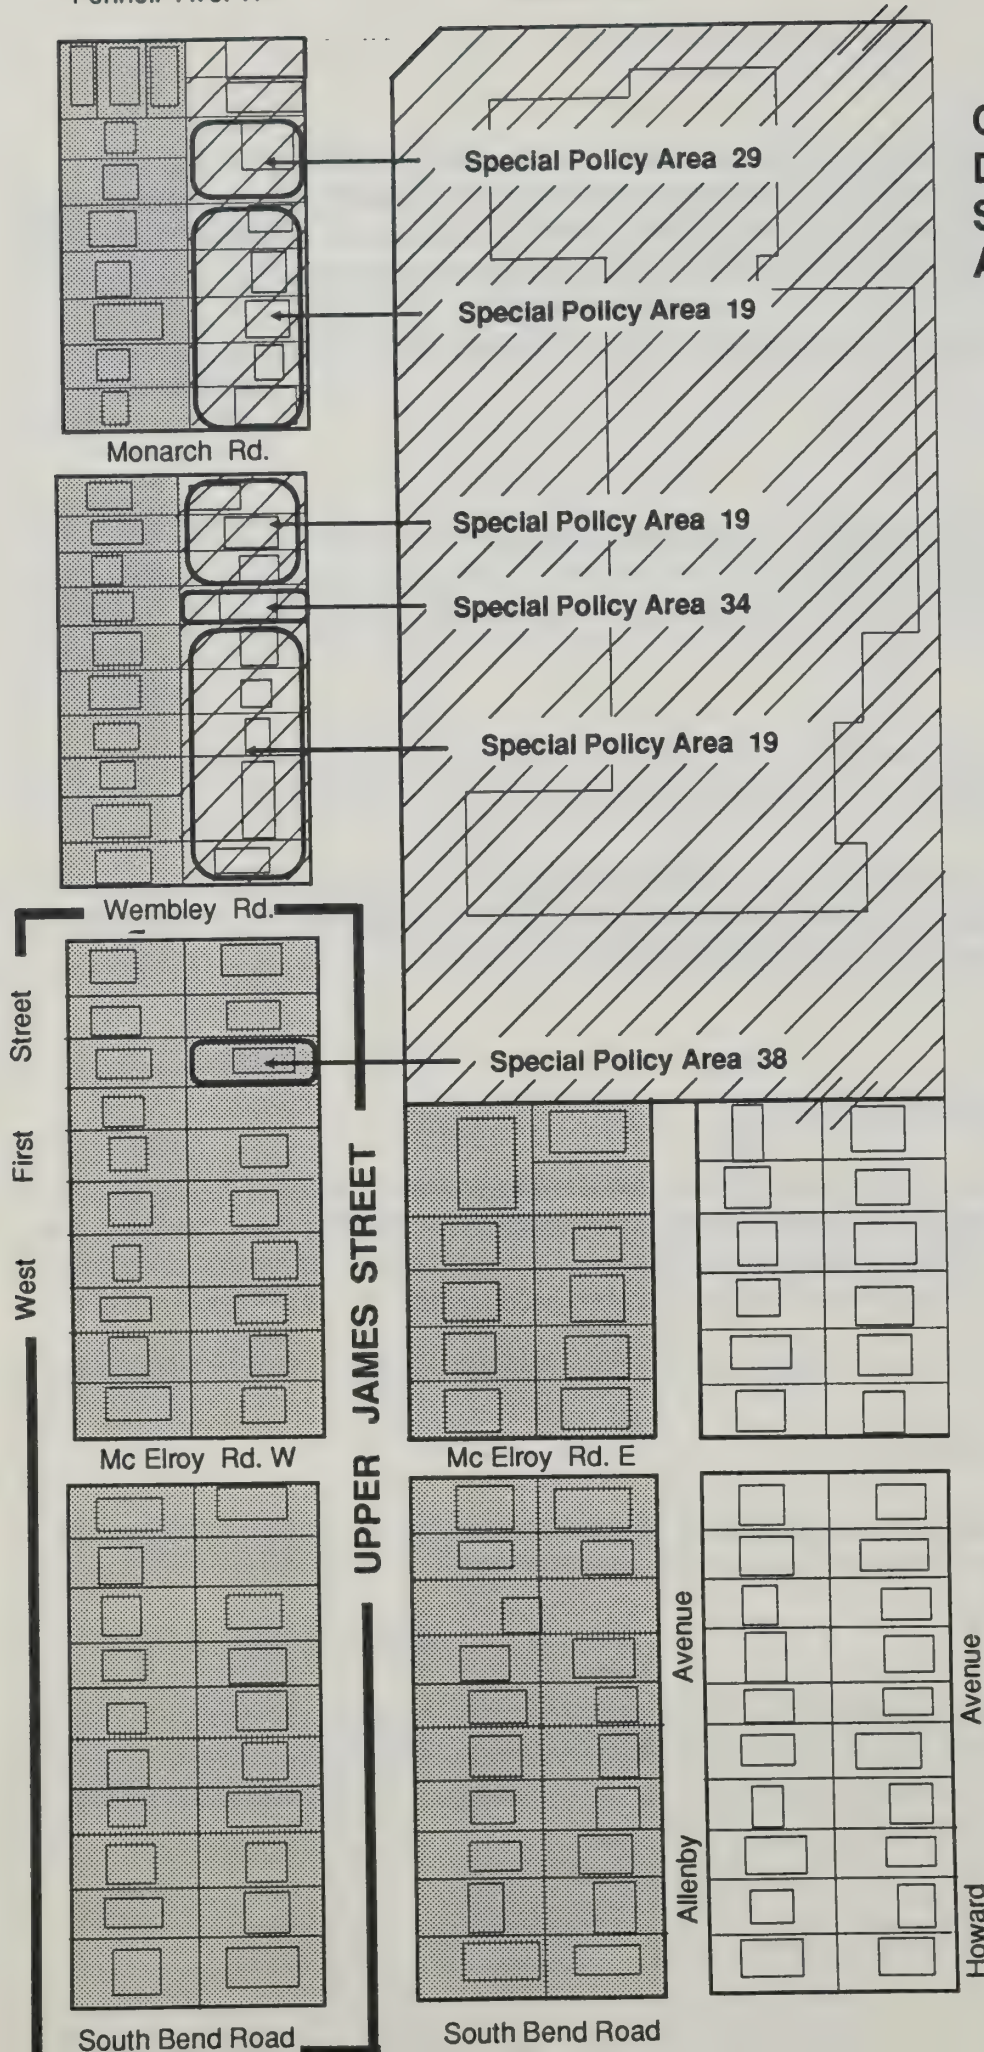 Special Policy Area 29
Special Policy Area 19
Monarch Rd.
Special Policy Area 19
Special Policy Area 34
Special Policy Area 19
Wembley Rd.
West First Street
Special Policy Area 38
UPPER JAMES STREET
Mc Elroy Rd. W
Mc Elroy Rd. E
Allenby Avenue
Howard Avenue
South Bend Road
South Bend Road